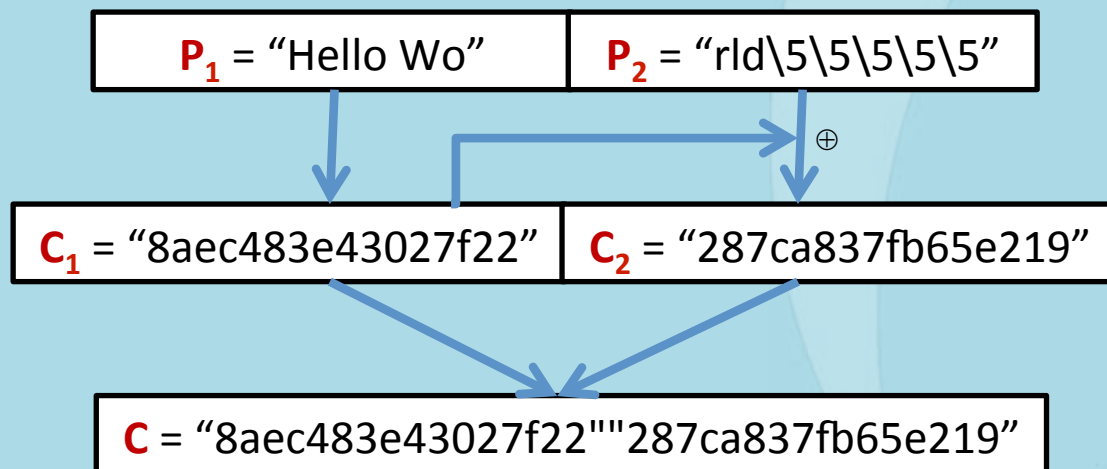 P₁ = “Hello Wo” P₂ = “rld\5\5\5\5\5”
⊕
C₁ = “8aec483e43027f22” C₂ = “287ca837fb65e219”
C = “8aec483e43027f22""287ca837fb65e219”